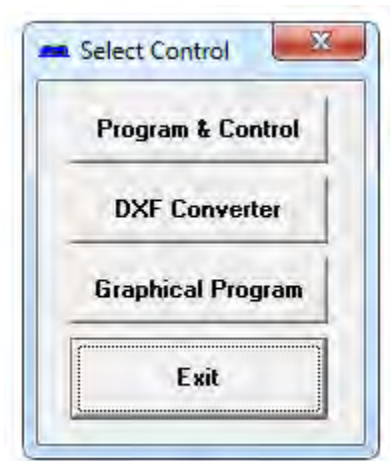 Select Control
Program & Control
DXF Converter
Graphical Program
Exit